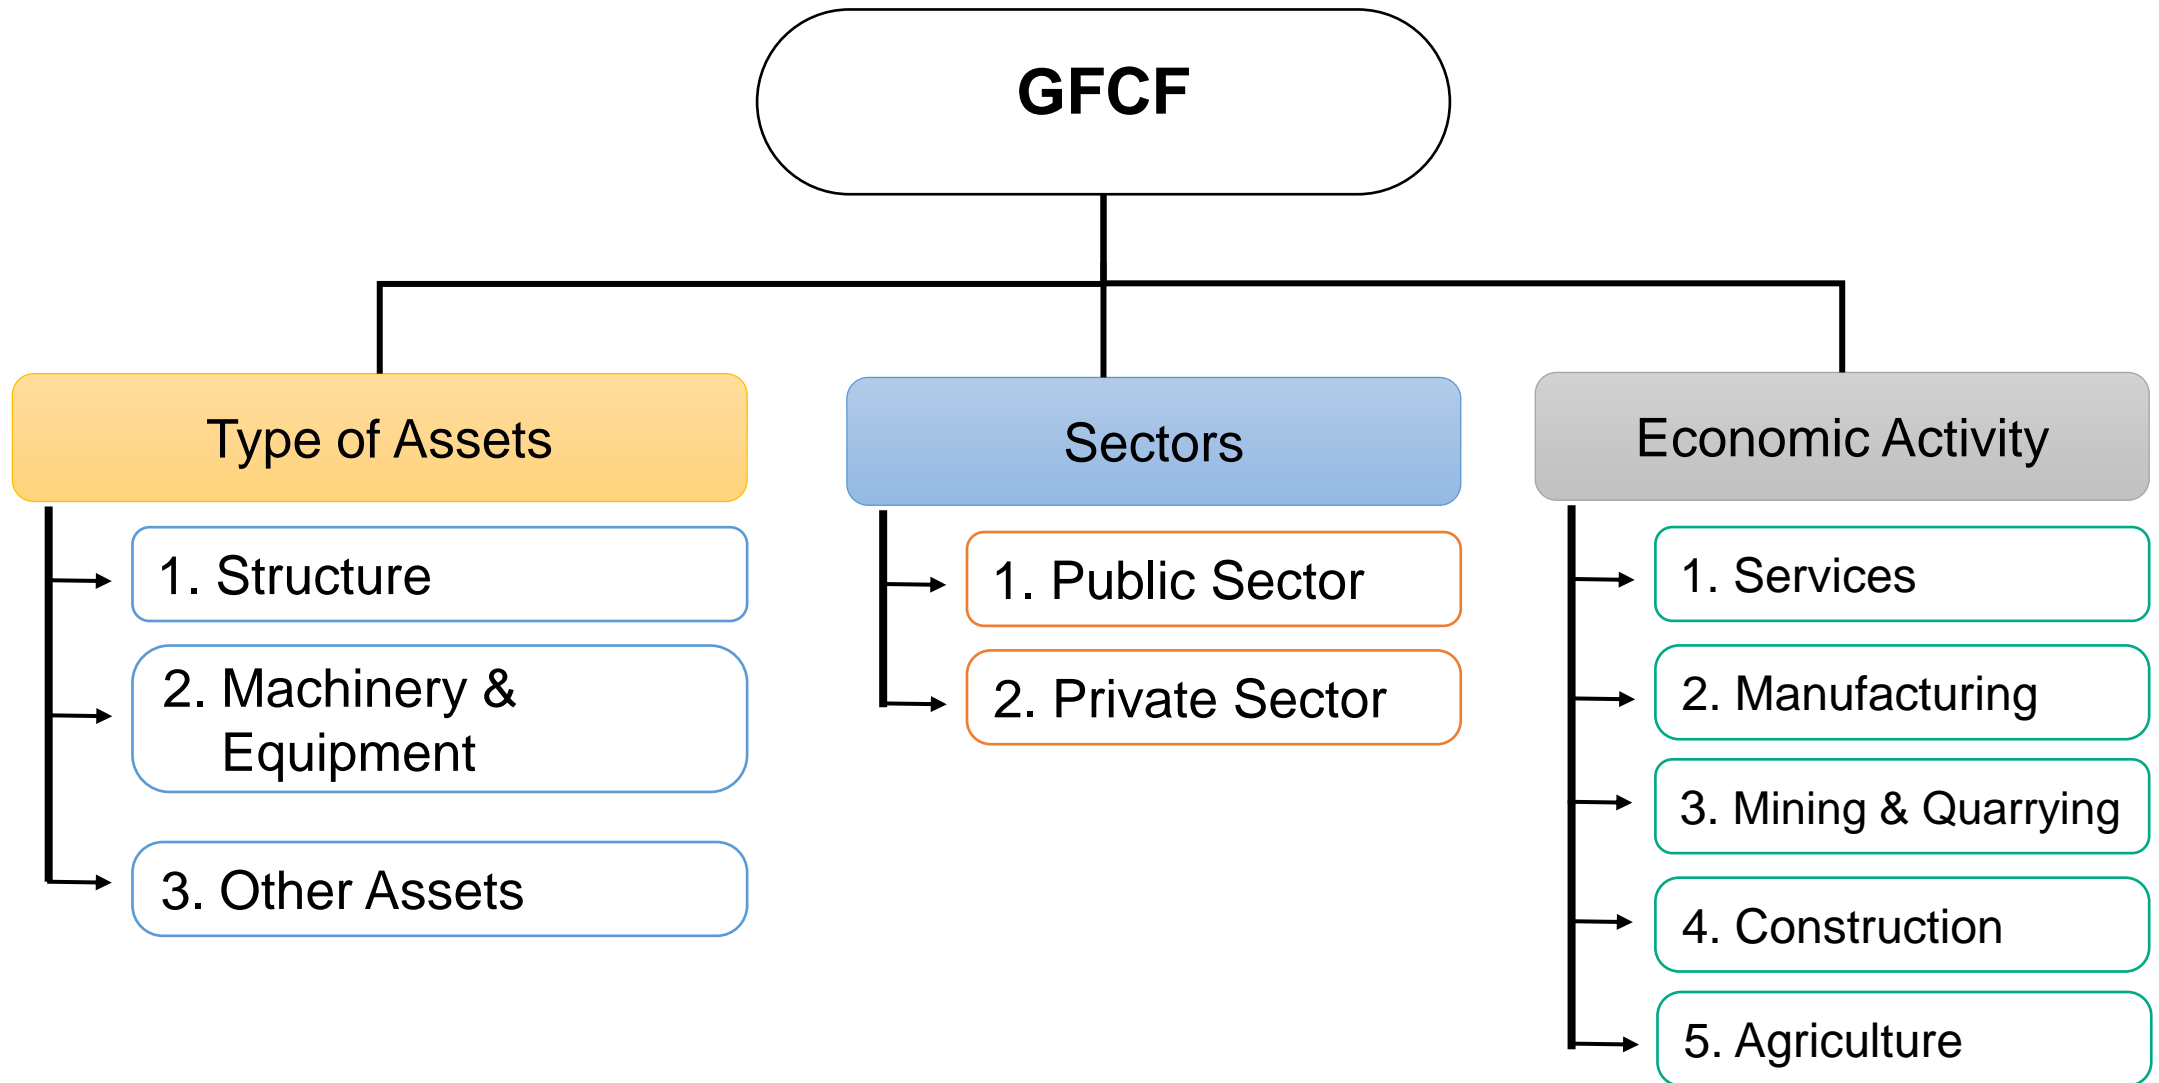 GFCF
Type of Assets
1. Structure
2. Machinery &
Equipment
3. Other Assets
Sectors
1. Public Sector
2. Private Sector
Economic Activity
1. Services
2. Manufacturing
3. Mining & Quarrying
4. Construction
5. Agriculture